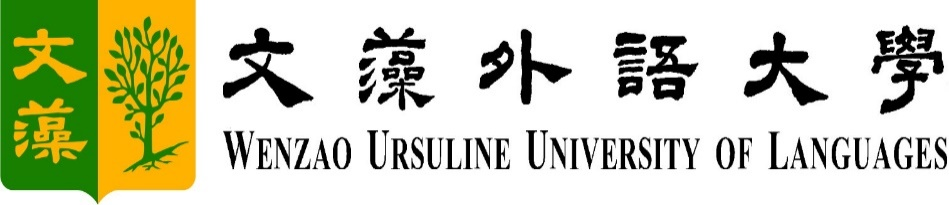 文藻
文藻外語大學
WENZAO URSULINE UNIVERSITY OF LANGUAGES